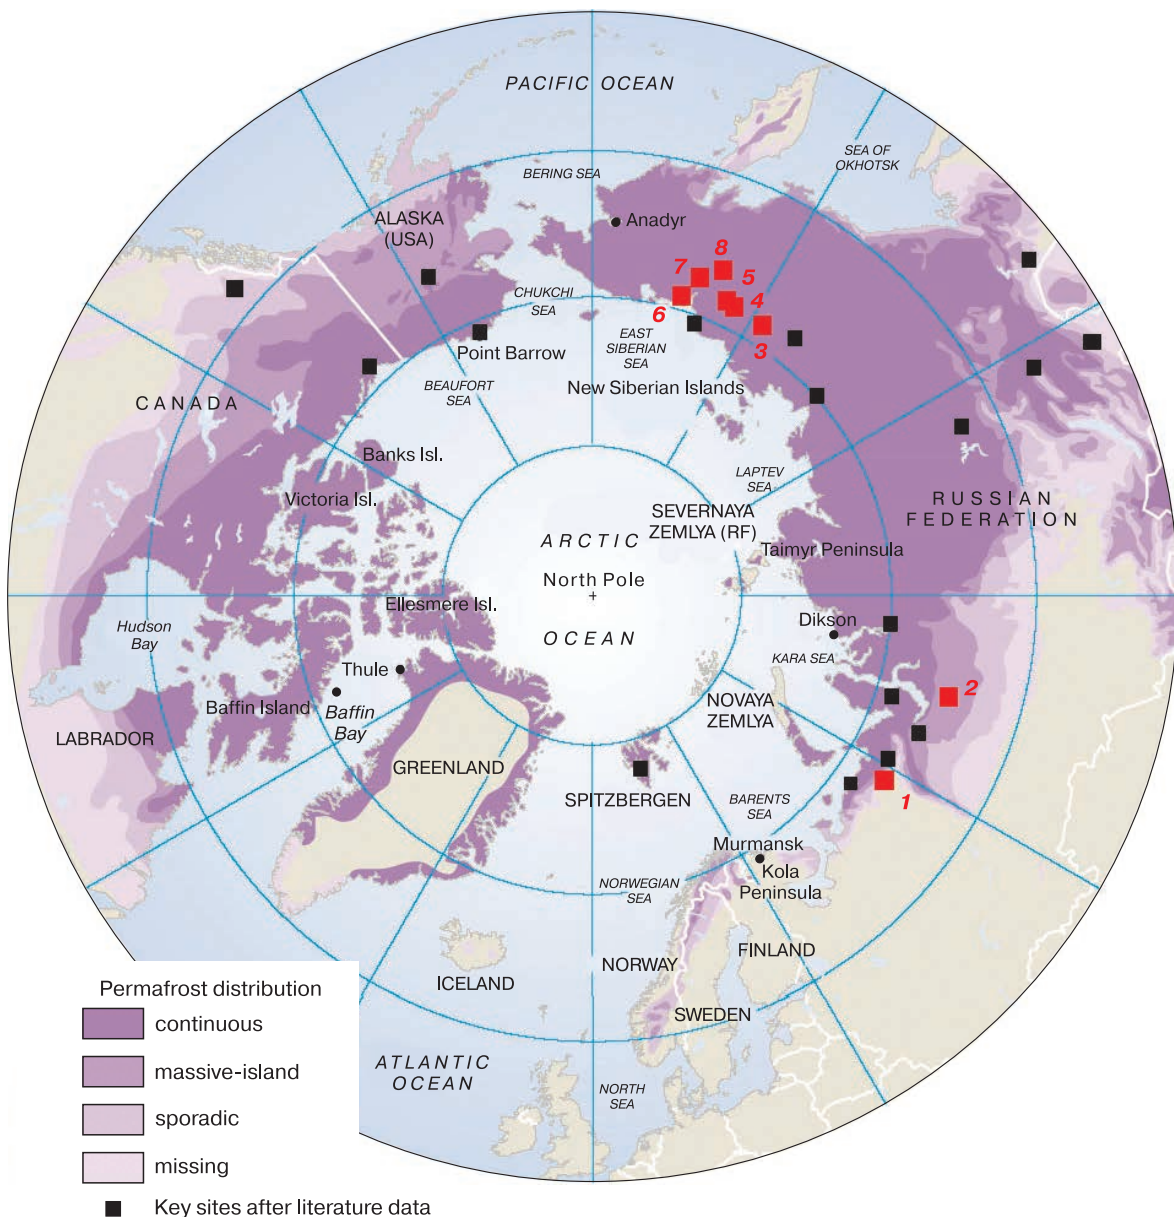 PACIFIC OCEAN
SEA OF
OKHOTSK
BERING SEA
ALASKA
(USA)
Anadyr
8
7
5
4
6
3
CHUKCHI
SEA
EAST
SIBERIAN
SEA
Point Barrow
BEAUFORT
SEA
New Siberian Islands
CANADA
Banks Isl.
Victoria Isl.
LAPTEV
SEA
RUSSIAN
FEDERATION
SEVERNAYA
ZEMLYA (RF)
ARCTIC
Taimyr Peninsula
North Pole
+
Ellesmere Isl.
OCEAN
Dikson
Hudson
Bay
KARA SEA
Thule
2
NOVAYA
ZEMLYA
Baffin Island
Baffin
Bay
LABRADOR
GREENLAND
SPITZBERGEN
1
BARENTS
SEA
Murmansk
Kola
Peninsula
NORWEGIAN
SEA
FINLAND
NORWAY
ICELAND
SWEDEN
ATLANTIC
OCEAN
NORTH
SEA
Permafrost distribution
continuous
massive-island
sporadic
missing
Key sites after literature data